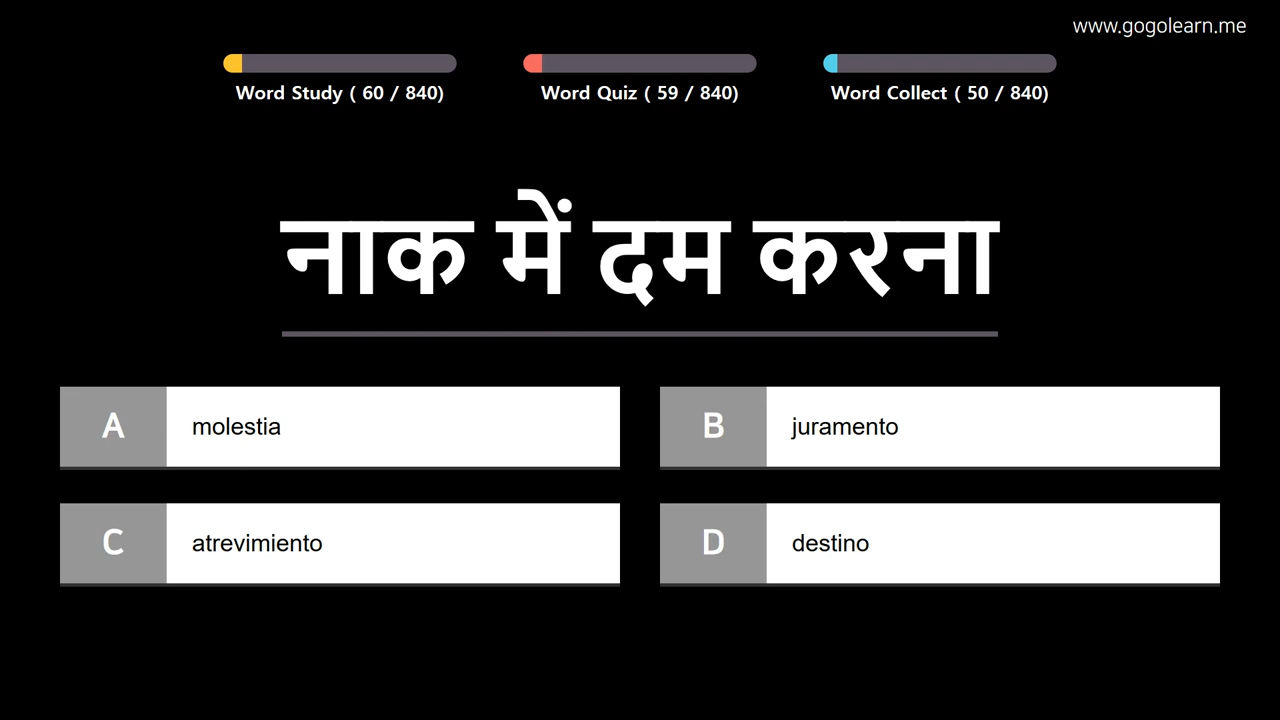 www.gogolearn.me
Word Study ( 60 / 840)
Word Quiz ( 59 / 840)
Word Collect ( 50 / 840)
नाक में दम करना
A molestia
B juramento
C atrevimiento
D destino